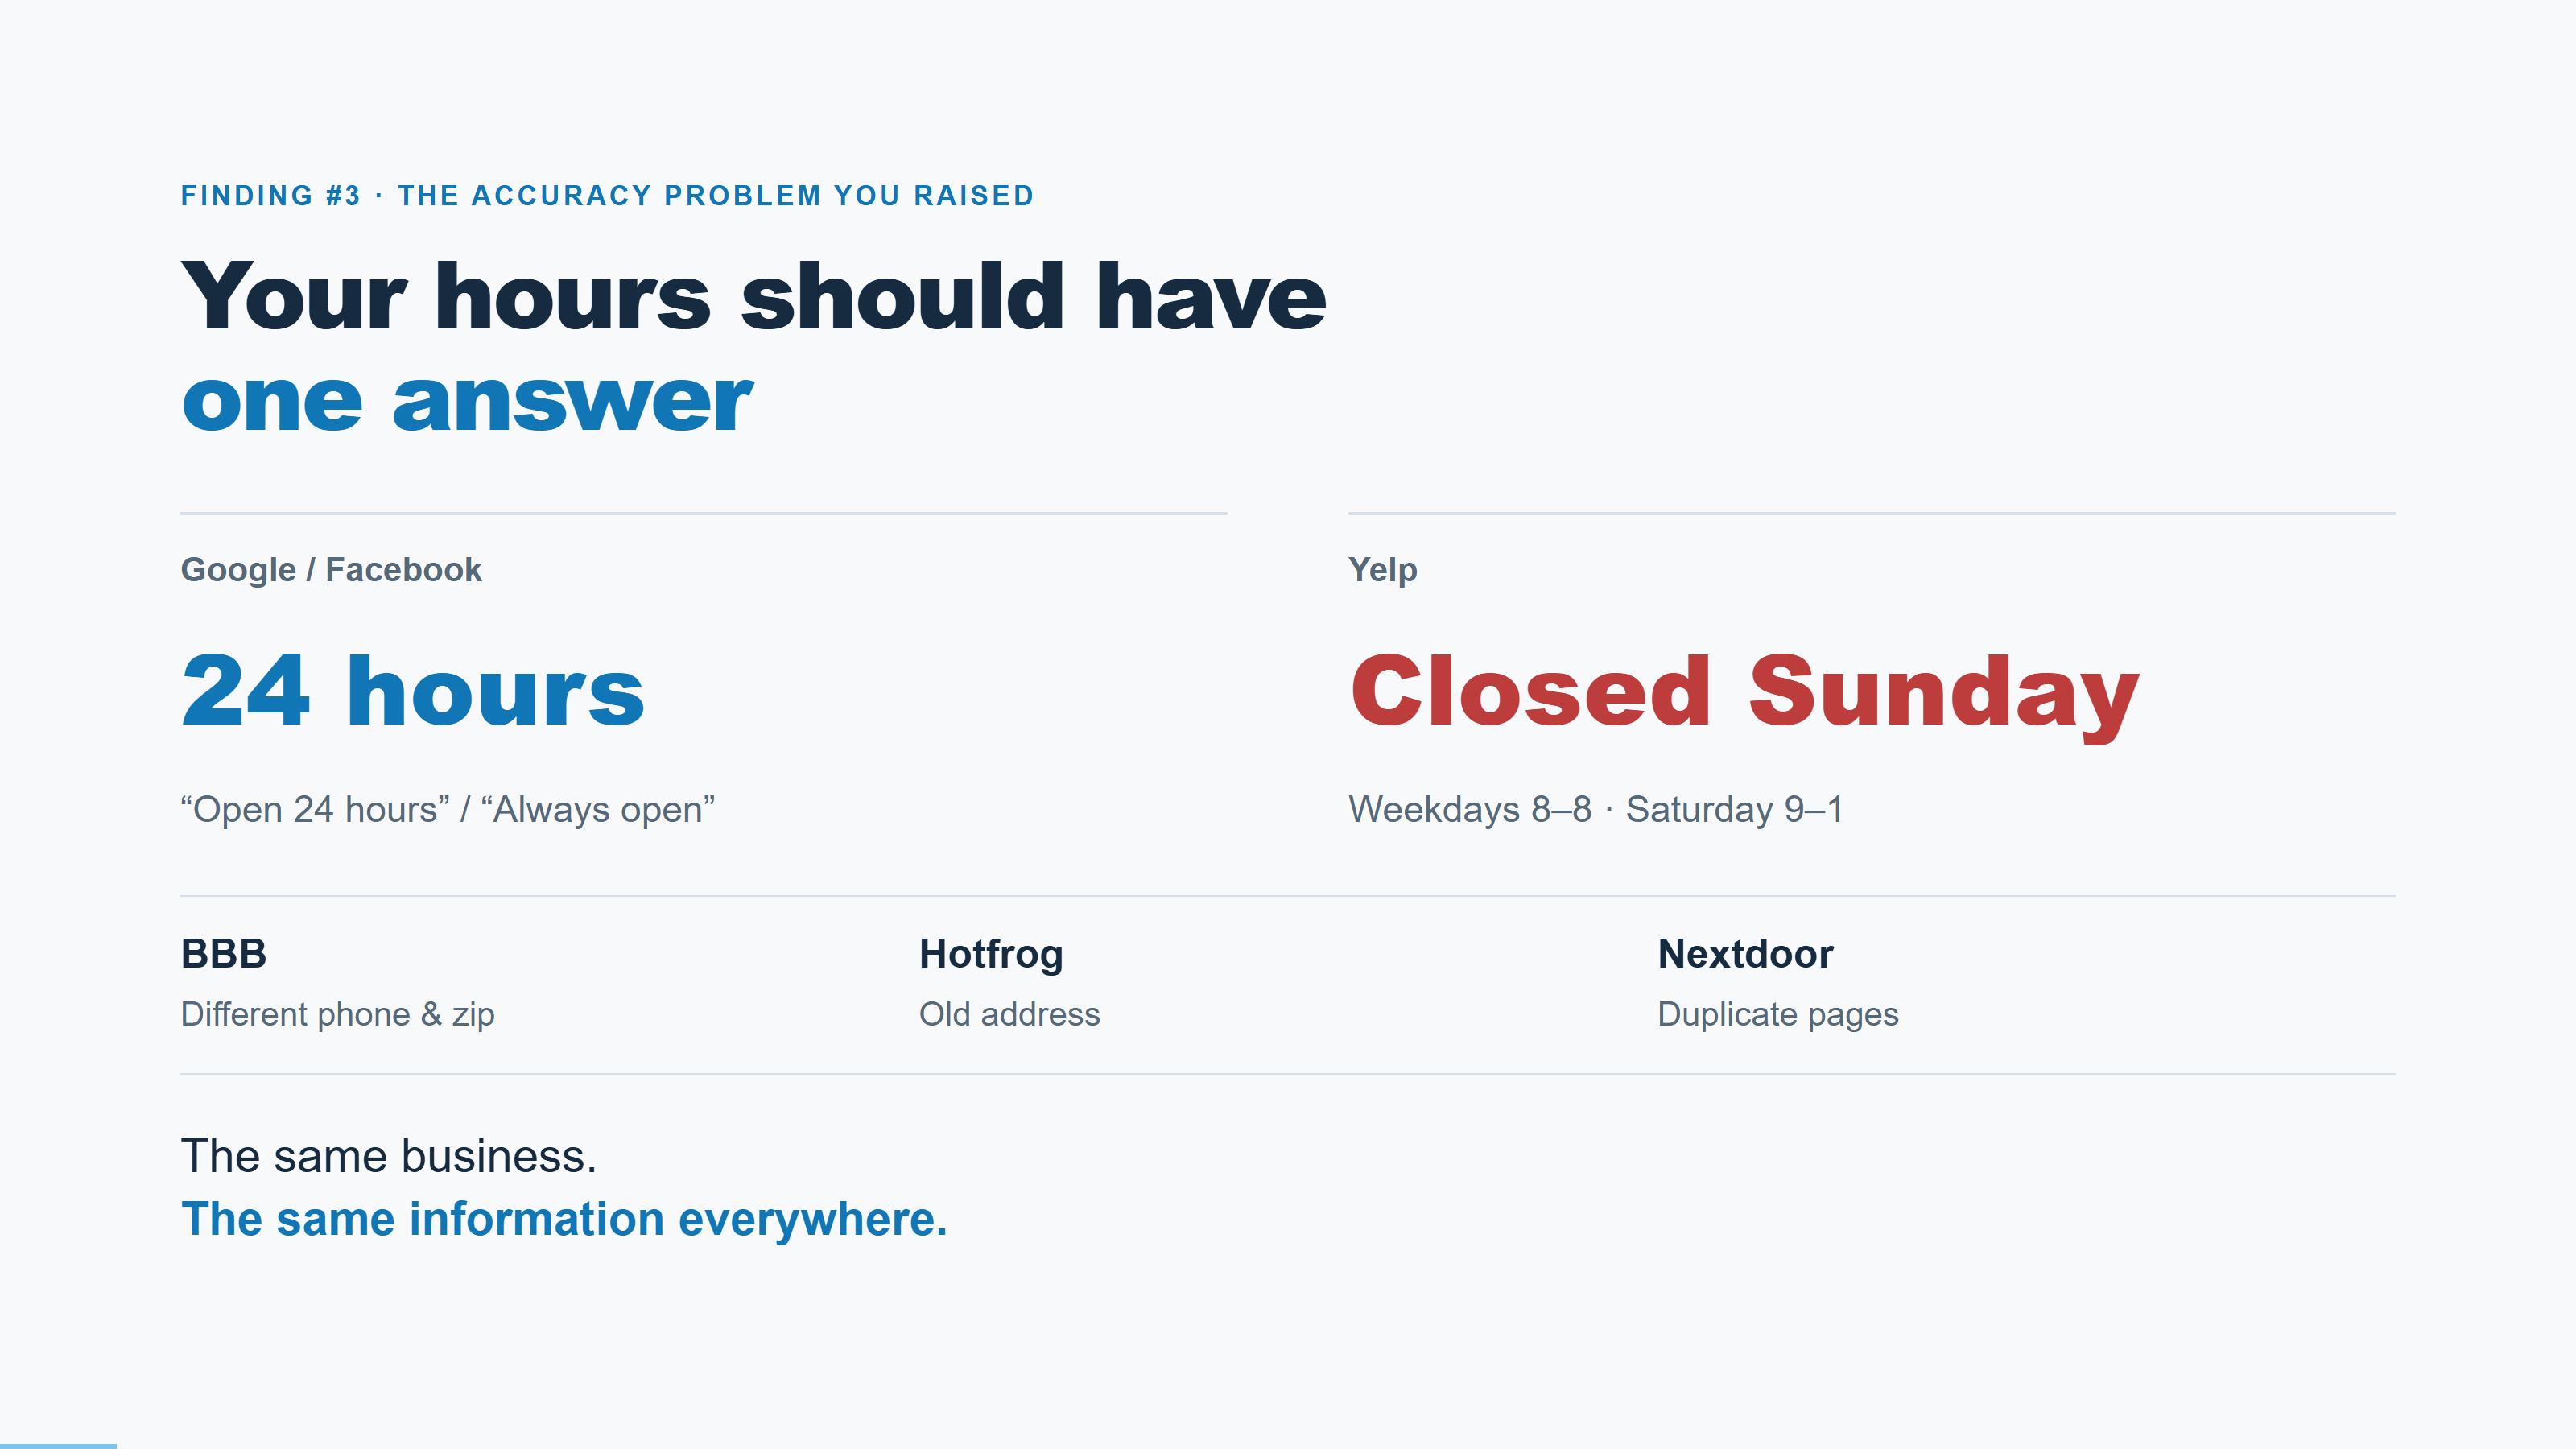 FINDING #3 · THE ACCURACY PROBLEM YOU RAISED
Your hours should have
one answer
Google / Facebook
24 hours
“Open 24 hours” / “Always open”
Yelp
Closed Sunday
Weekdays 8–8 · Saturday 9–1
BBB
Different phone & zip
Hotfrog
Old address
Nextdoor
Duplicate pages
The same business.
The same information everywhere.